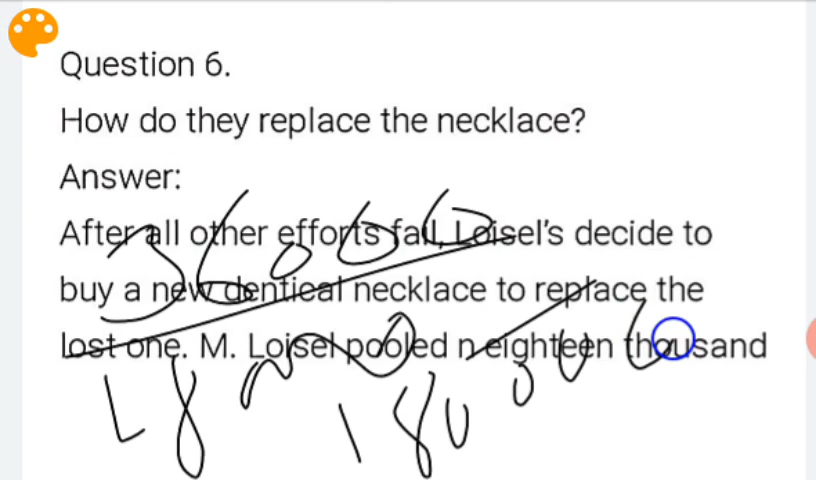 Question 6.
How do they replace the necklace?
Answer:
After all other efforts fail, Loisel's decide to
buy a new dentical necklace to replace the
lost one. M. Loisel pooled n eighteen thousand